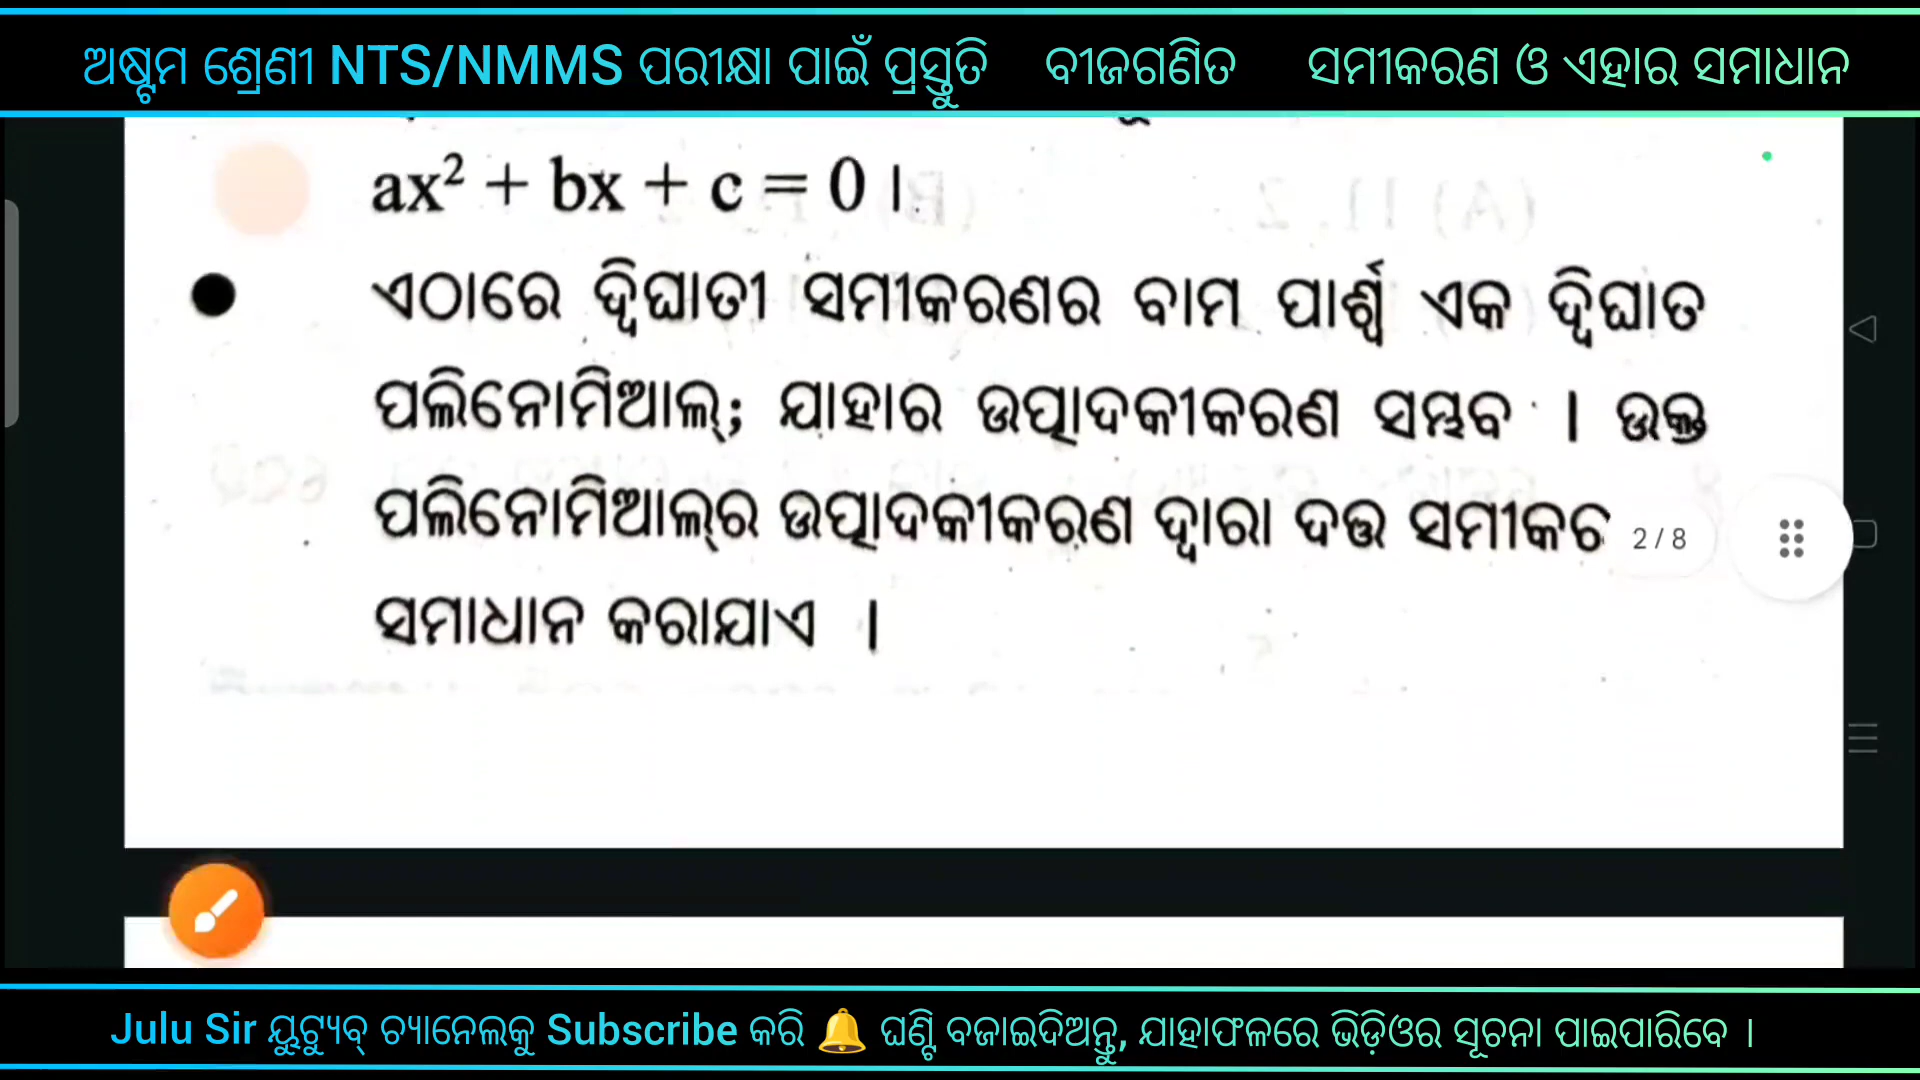 ଅଷ୍ଟମ ଶ୍ରେଣୀ NTS/NMMS ପରୀକ୍ଷା ପାଇଁ ପ୍ରସ୍ତୁତି ବୀଜଗଣିତ ସମୀକରଣ ଓ ଏହାର ସମାଧାନ
ax² + bx + c = 0 ।
● ଏଠାରେ ଦ୍ୱିଘାତୀ ସମୀକରଣର ବାମ ପାର୍ଶ୍ୱ ଏକ ଦ୍ୱିଘାତ
ପଲିନୋମିଆଲ୍; ଯାହାର ଉତ୍ପାଦକୀକରଣ ସମ୍ଭବ । ଉକ୍ତ
ପଲିନୋମିଆଲ୍‌ର ଉତ୍ପାଦକୀକରଣ ଦ୍ୱାରା ଦତ୍ତ
2 / 8
ସମାଧାନ କରାଯାଏ ।
Julu Sir ୟୁଟ୍ୟୁବ୍ ଚ୍ୟାନେଲକୁ Subscribe କରି 🔔 ଘଣ୍ଟି ବଜାଇଦିଅନ୍ତୁ, ଯାହାଫଳରେ ଭିଡ଼ିଓର ସୂଚନା ପାଇପାରିବେ ।